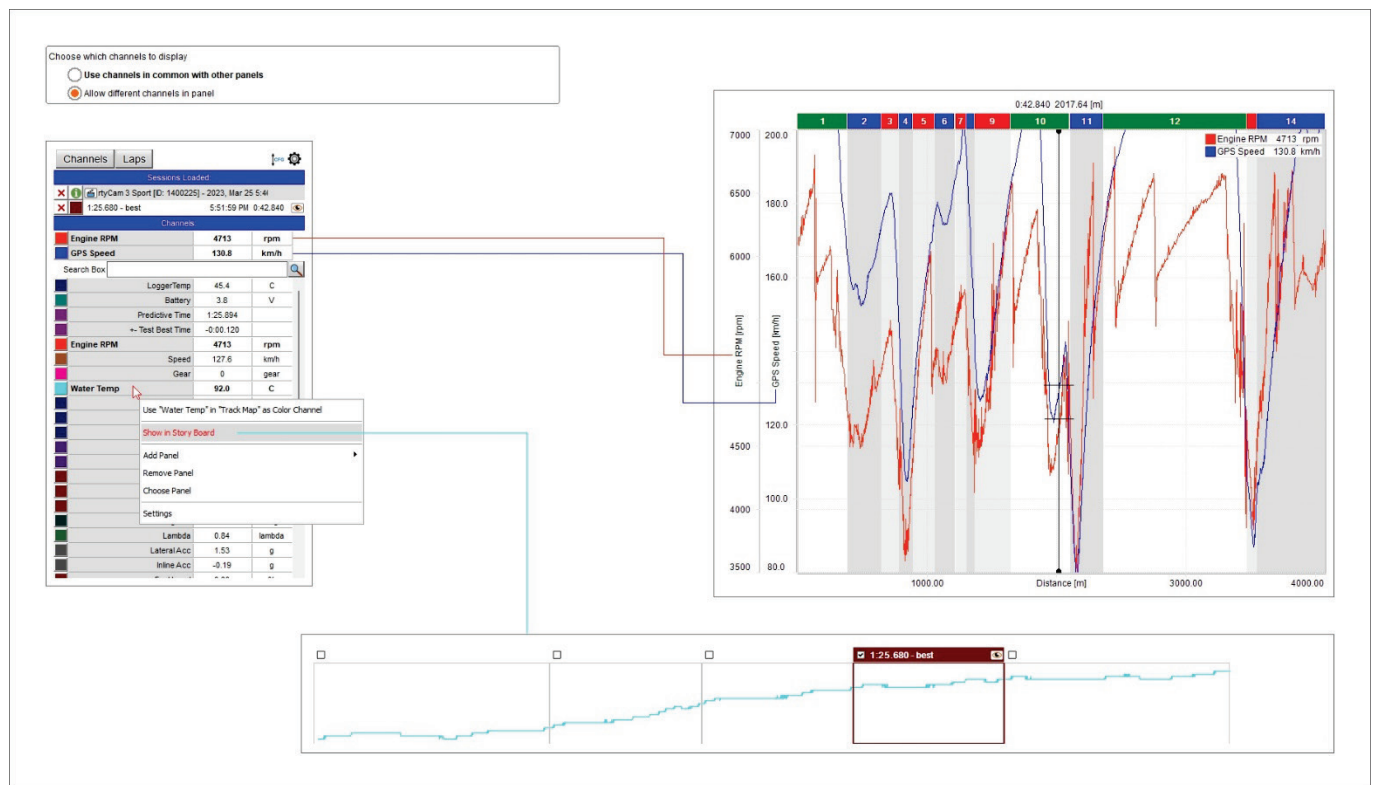 Choose which channels to display
Use channels in common with other panels
Allow different channels in panel
Channels Laps
Sessions Loaded
rtyCam 3 Sport [ID: 1400225] - 2023, Mar 25 5:4
1:25.680 - best 5:51:59 PM 0:42.840
Channels
Engine RPM 4713 rpm
GPS Speed 130.8 km/h
Search Box
LoggerTemp 45.4 C
Battery 3.8 V
Predictive Time 1:25.894
+- Test Best Time -0:00.120
Engine RPM 4713 rpm
Speed 127.6 km/h
Gear 0 gear
Water Temp 92.0 C
Use "Water Temp" in "Track Map" as Color Channel
Show in Story Board
Add Panel
Remove Panel
Choose Panel
Settings
Lambda 0.84 lambda
LateralAcc 1.53 g
InlineAcc -0.19 g
0:42.840 2017.64 [m]
1 2 3 4 5 6 7 9 10 11 12 14
Engine RPM 4713 rpm
GPS Speed 130.8 km/h
7000 200.0
6500 180.0
6000 160.0
Engine RPM [rpm]
GPS Speed [km/h]
120.0
4500
100.0
4000
3500 80.0
1000.00 Distance [m] 3000.00 4000.00
1:25.680 - best